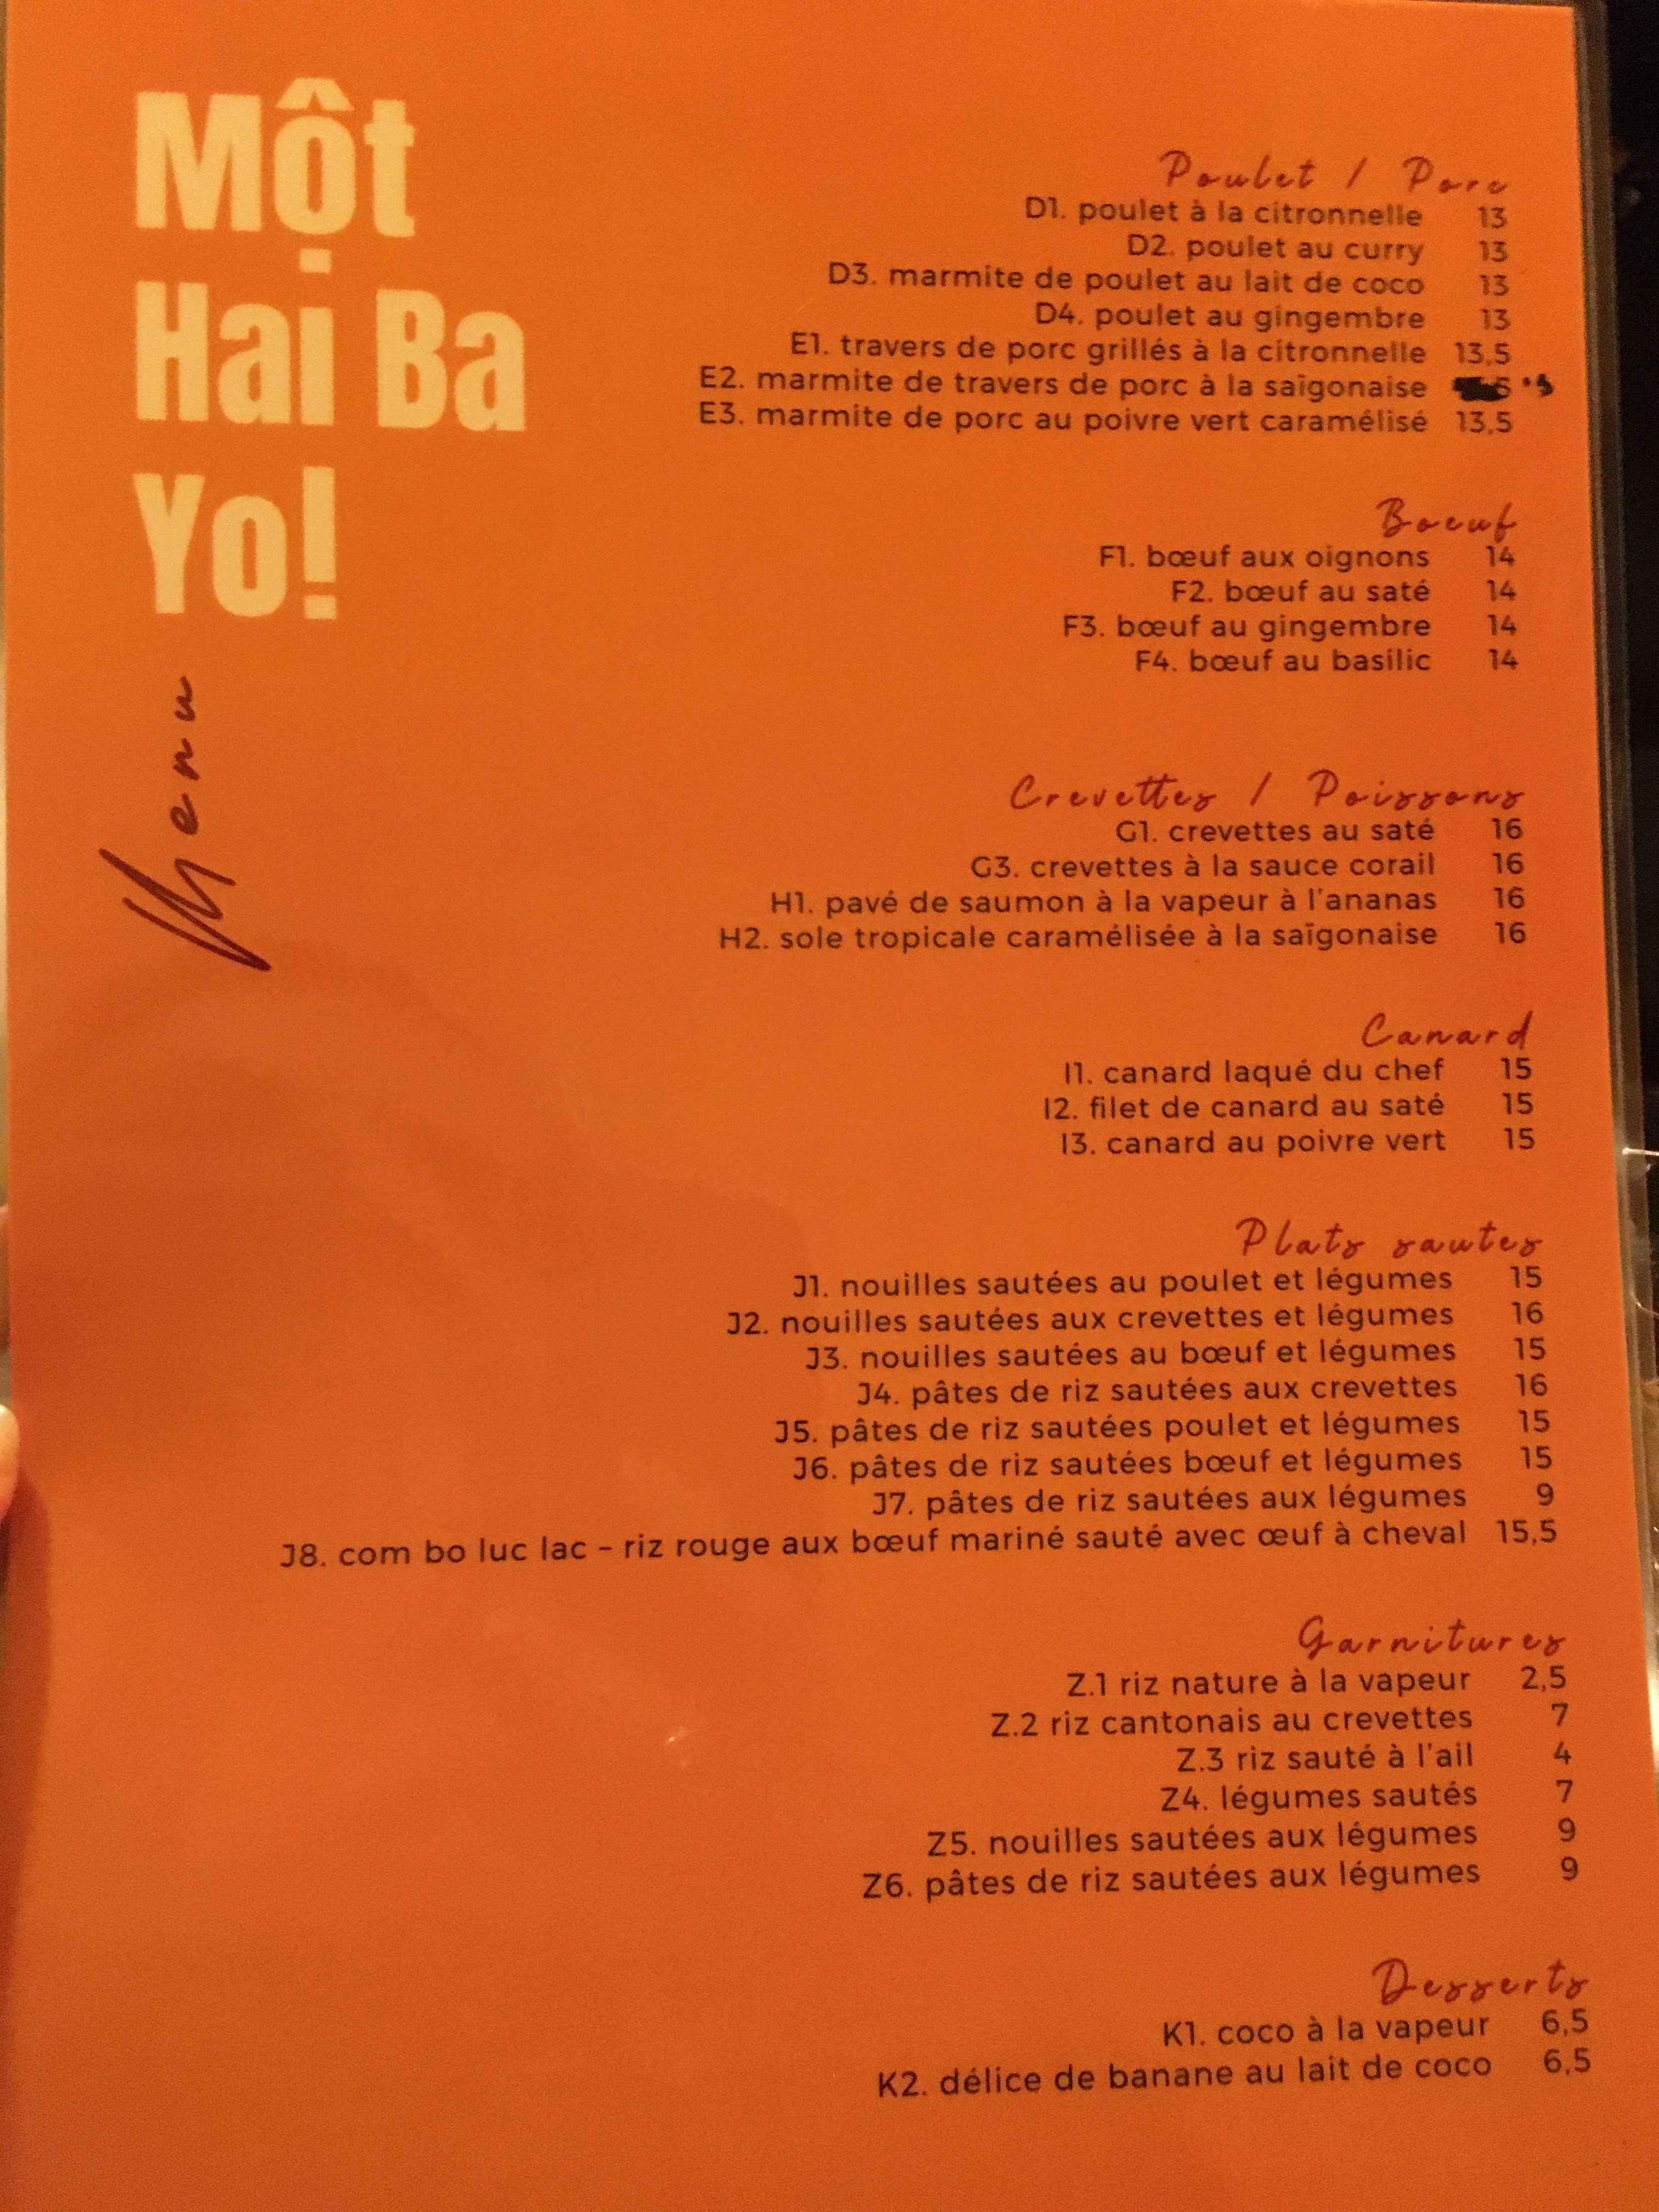 Một
Hai Ba
Yo!
Menu
Poulet / Porc
D1. poulet à la citronnelle 13
D2. poulet au curry 13
D3. marmite de poulet au lait de coco 13
D4. poulet au gingembre 13
E1. travers de porc grillés à la citronnelle 13,5
E2. marmite de travers de porc à la saïgonaise
E3. marmite de porc au poivre vert caramélisé 13,5
Boeuf
F1. bœuf aux oignons 14
F2. bœuf au saté 14
F3. bœuf au gingembre 14
F4. bœuf au basilic 14
Crevettes / Poissons
G1. crevettes au saté 16
G3. crevettes à la sauce corail 16
H1. pavé de saumon à la vapeur à l'ananas 16
H2. sole tropicale caramélisée à la saïgonaise 16
Canard
I1. canard laqué du chef 15
I2. filet de canard au saté 15
I3. canard au poivre vert 15
Plats sautes
J1. nouilles sautées au poulet et légumes 15
J2. nouilles sautées aux crevettes et légumes 16
J3. nouilles sautées au bœuf et légumes 15
J4. pâtes de riz sautées aux crevettes 16
J5. pâtes de riz sautées poulet et légumes 15
J6. pâtes de riz sautées bœuf et légumes 15
J7. pâtes de riz sautées aux légumes 9
J8. com bo luc lac – riz rouge aux bœuf mariné sauté avec œuf à cheval 15,5
Garnitures
Z.1 riz nature à la vapeur 2,5
Z.2 riz cantonais au crevettes 7
Z.3 riz sauté à l'ail 4
Z4. légumes sautés 7
Z5. nouilles sautées aux légumes 9
Z6. pâtes de riz sautées aux légumes 9
Desserts
K1. coco à la vapeur 6,5
K2. délice de banane au lait de coco 6,5